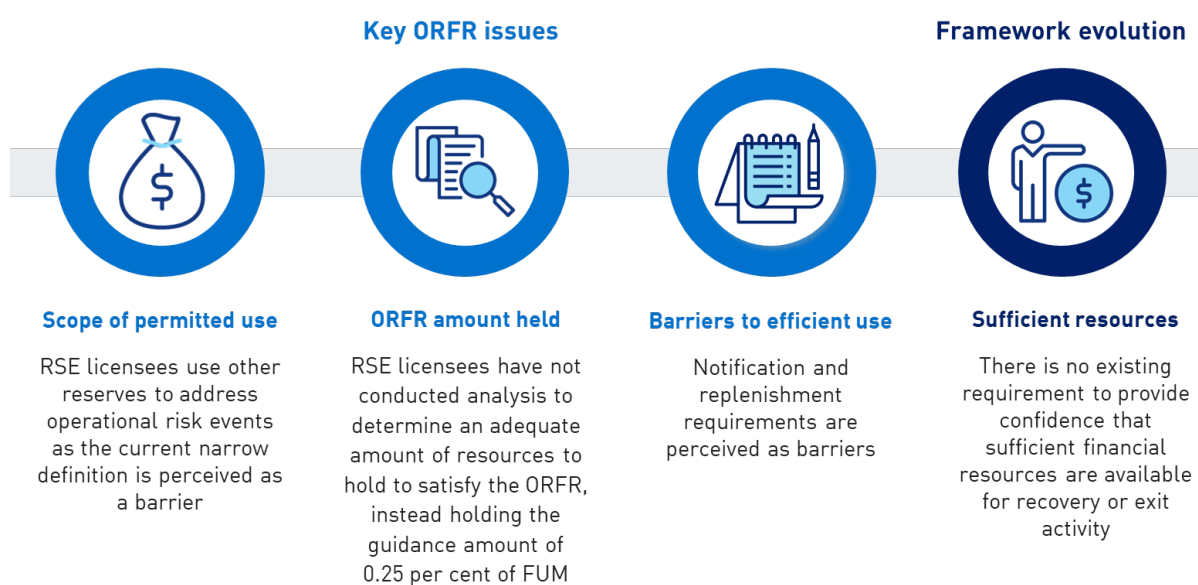 Key ORFR issues
Framework evolution
$
$
Scope of permitted use
RSE licensees use other
reserves to address
operational risk events
as the current narrow
definition is perceived as
a barrier
ORFR amount held
RSE licensees have not
conducted analysis to
determine an adequate
amount of resources to
hold to satisfy the ORFR,
instead holding the
guidance amount of
0.25 per cent of FUM
Barriers to efficient use
Notification and
replenishment
requirements are
perceived as barriers
Sufficient resources
There is no existing
requirement to provide
confidence that
sufficient financial
resources are available
for recovery or exit
activity